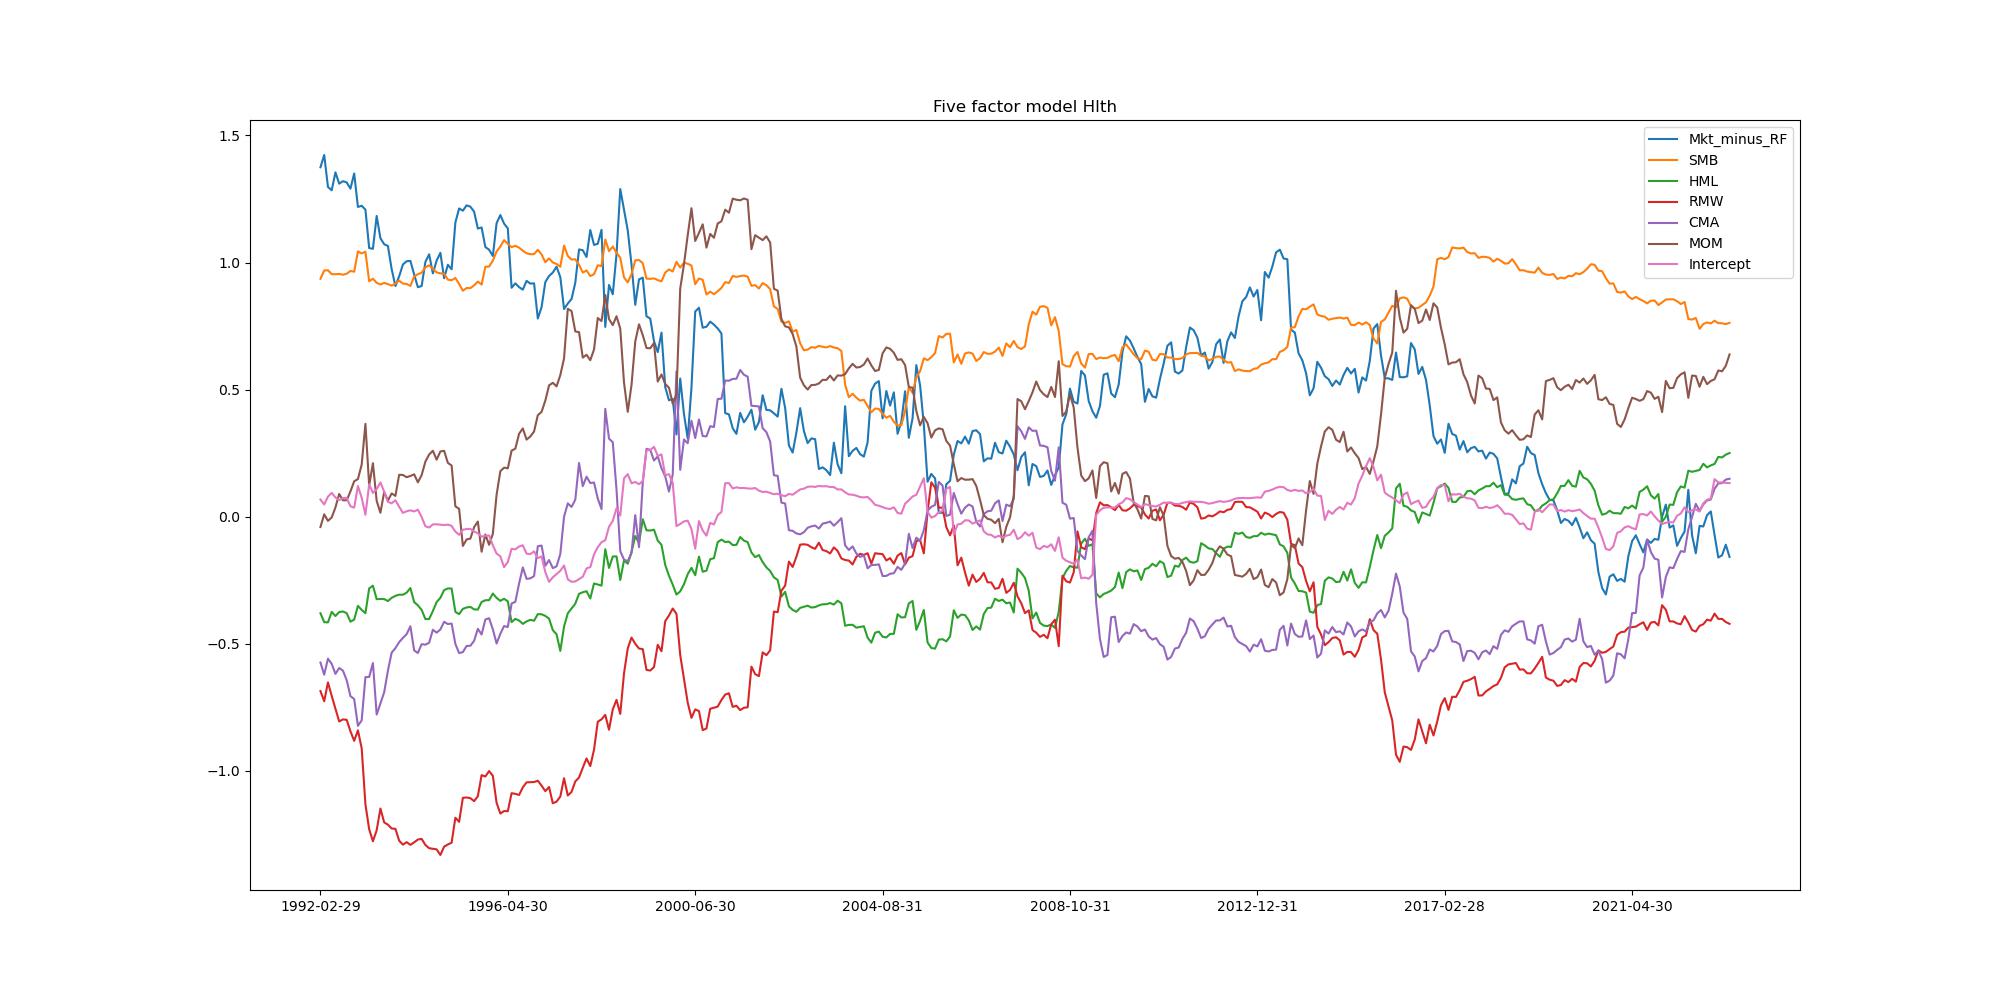 Five factor model Hlth
1.5
1.0
0.5
0.0
−0.5
−1.0
Mkt_minus_RF
SMB
HML
RMW
CMA
MOM
Intercept
1992-02-29 1996-04-30 2000-06-30 2004-08-31 2008-10-31 2012-12-31 2017-02-28 2021-04-30